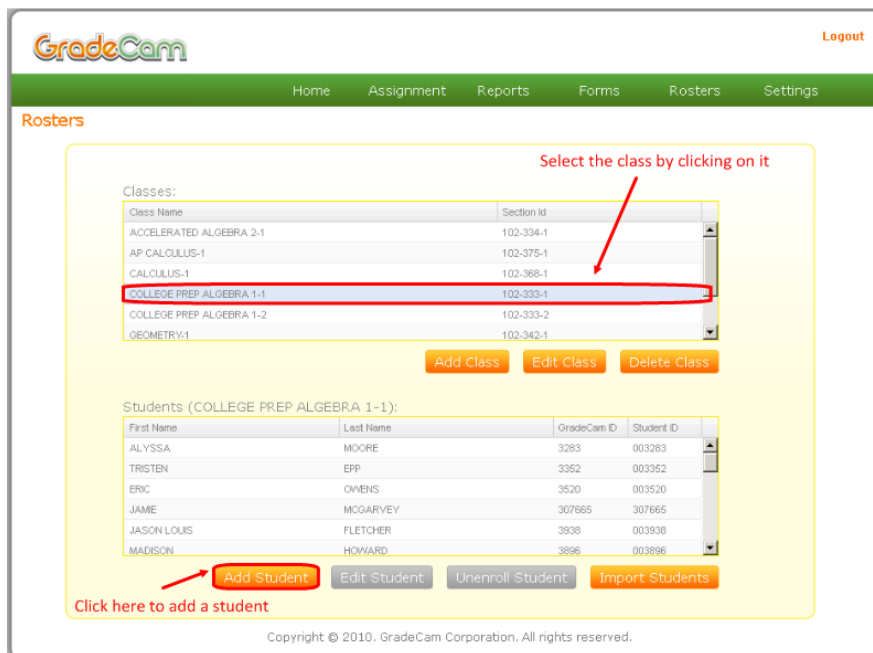 GradeCam
Logout
Home Assignment Reports Forms Rosters Settings
Rosters
Select the class by clicking on it
Classes:
Class Name Section Id
ACCELERATED ALGEBRA 2-1 102-334-1
AP CALCULUS-1 102-375-1
CALCULUS-1 102-368-1
COLLEGE PREP ALGEBRA 1-1 102-333-1
COLLEGE PREP ALGEBRA 1-2 102-333-2
GEOMETRY-1 102-342-1
Add Class Edit Class Delete Class
Students (COLLEGE PREP ALGEBRA 1-1):
First Name Last Name GradeCam ID Student ID
ALYSSA MOORE 3283 003283
TRISTEN EPP 3352 003352
ERIC OWENS 3520 003520
JAMIE MCGARVEY 307665 307665
JASON LOUIS FLETCHER 3938 003938
MADISON HOWARD 3896 003896
Add Student Edit Student Unenroll Student Import Students
Click here to add a student
Copyright © 2010. GradeCam Corporation. All rights reserved.